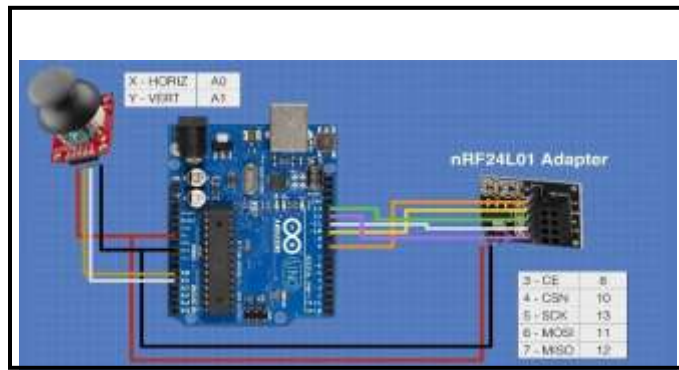 X - HORIZ A0
Y - VERT A1
nRF24L01 Adapter
3 - CE 8
4 - CSN 10
5 - SCK 13
6 - MOSI 11
7 - MISO 12
UNO